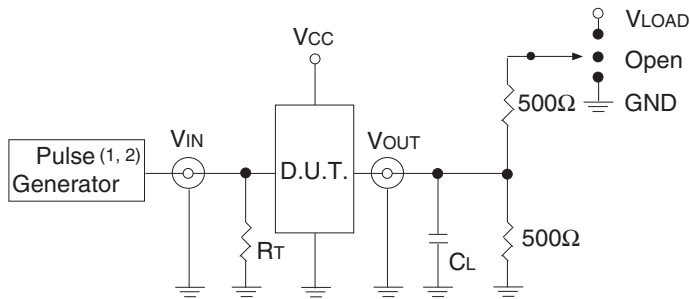 VLOAD
VCC
Open
500Ω
GND
VIN
VOUT
Pulse (1, 2)
Generator
D.U.T.
RT
CL
500Ω